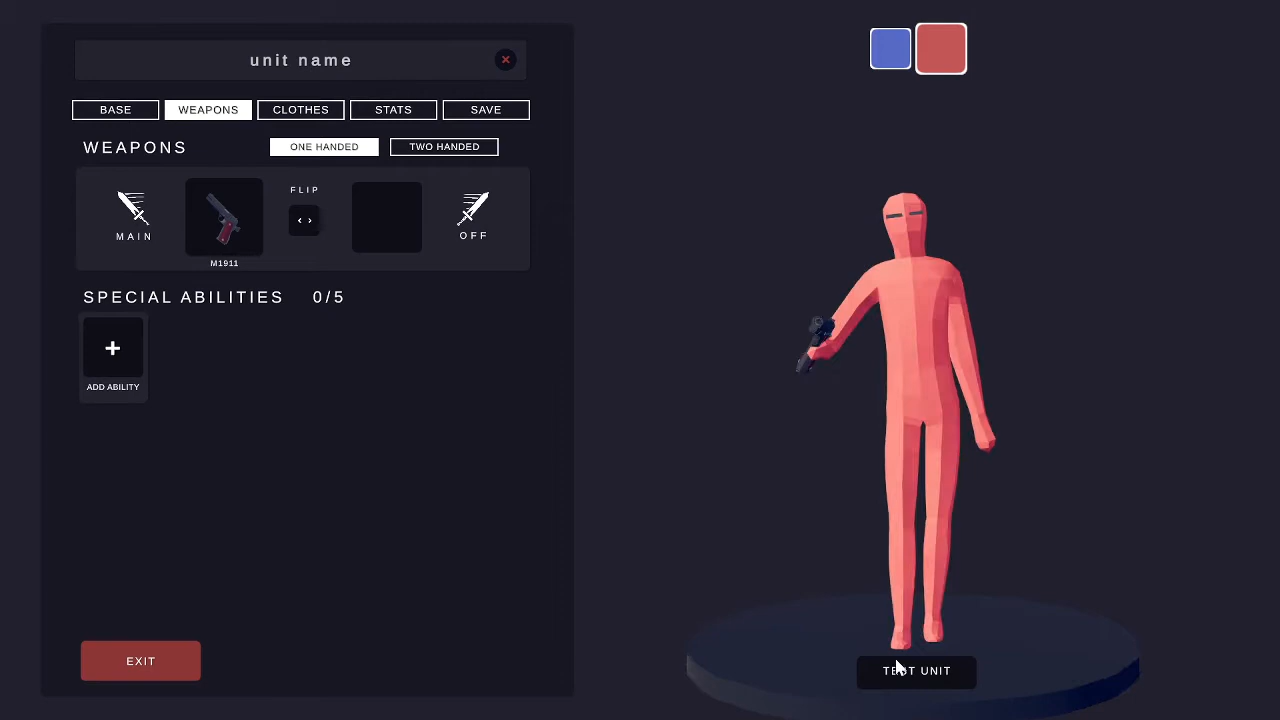 unit name
BASE WEAPONS CLOTHES STATS SAVE
WEAPONS ONE HANDED TWO HANDED
FLIP
MAIN OFF
M1911
SPECIAL ABILITIES 0/5
+
ADD ABILITY
EXIT
TEST UNIT